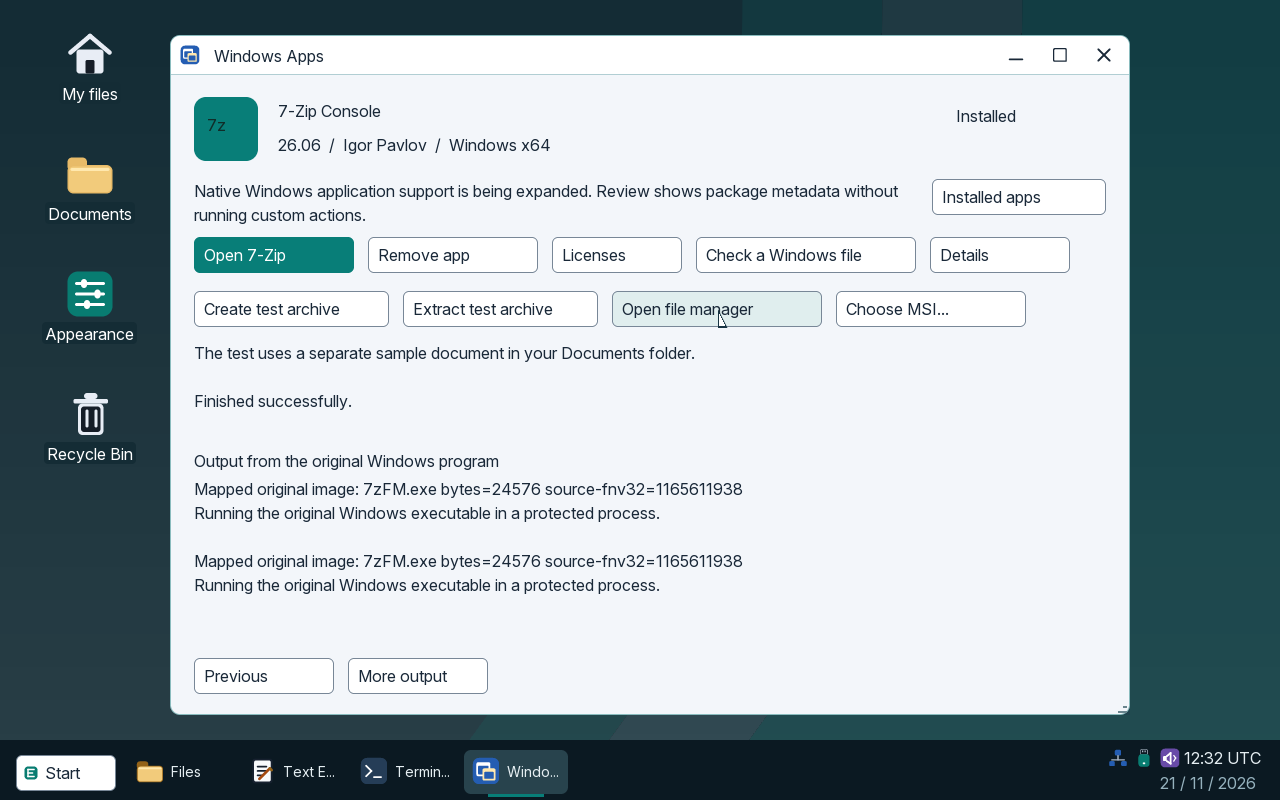 My files
Documents
Appearance
Recycle Bin
Windows Apps
7z
7-Zip Console
26.06 / Igor Pavlov / Windows x64
Installed
Native Windows application support is being expanded. Review shows package metadata without
running custom actions.
Installed apps
Open 7-Zip
Remove app
Licenses
Check a Windows file
Details
Create test archive
Extract test archive
Open file manager
Choose MSI...
The test uses a separate sample document in your Documents folder.
Finished successfully.
Output from the original Windows program
Mapped original image: 7zFM.exe bytes=24576 source-fnv32=1165611938
Running the original Windows executable in a protected process.
Mapped original image: 7zFM.exe bytes=24576 source-fnv32=1165611938
Running the original Windows executable in a protected process.
Previous
More output
E Start
Files
Text E...
Termin...
Windo...
12:32 UTC
21 / 11 / 2026